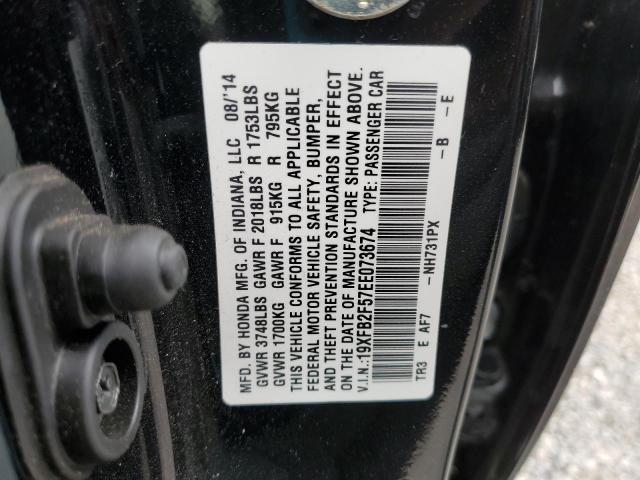 MFD. BY HONDA MFG. OF INDIANA, LLC 08/'14
GVWR 3748LBS GAWR F 2018LBS R 1753LBS
GVWR 1700KG GAWR F 915KG R 795KG
THIS VEHICLE CONFORMS TO ALL APPLICABLE
FEDERAL MOTOR VEHICLE SAFETY, BUMPER,
AND THEFT PREVENTION STANDARDS IN EFFECT
ON THE DATE OF MANUFACTURE SHOWN ABOVE.
V.I.N.:19XFB2F57EE073674 TYPE: PASSENGER CAR
TR3 E AF7 -NH731PX -B -E